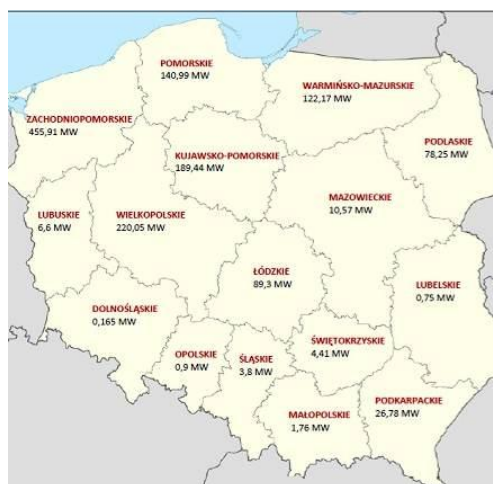 POMORSKIE
140,99 MW
WARMIŃSKO-MAZURSKIE
122,17 MW
ZACHODNIOPOMORSKIE
455,91 MW
KUJAWSKO-POMORSKIE
189,44 MW
PODLASKIE
78,25 MW
MAZOWIECKIE
10,57 MW
LUBUSKIE
6,6 MW
WIELKOPOLSKIE
220,05 MW
ŁÓDZKIE
89,3 MW
LUBELSKIE
0,75 MW
DOLNOŚLĄSKIE
0,165 MW
OPOLSKIE
0,9 MW
ŚLĄSKIE
3,8 MW
ŚWIĘTOKRZYSKIE
4,41 MW
MAŁOPOLSKIE
1,76 MW
PODKARPACKIE
26,78 MW